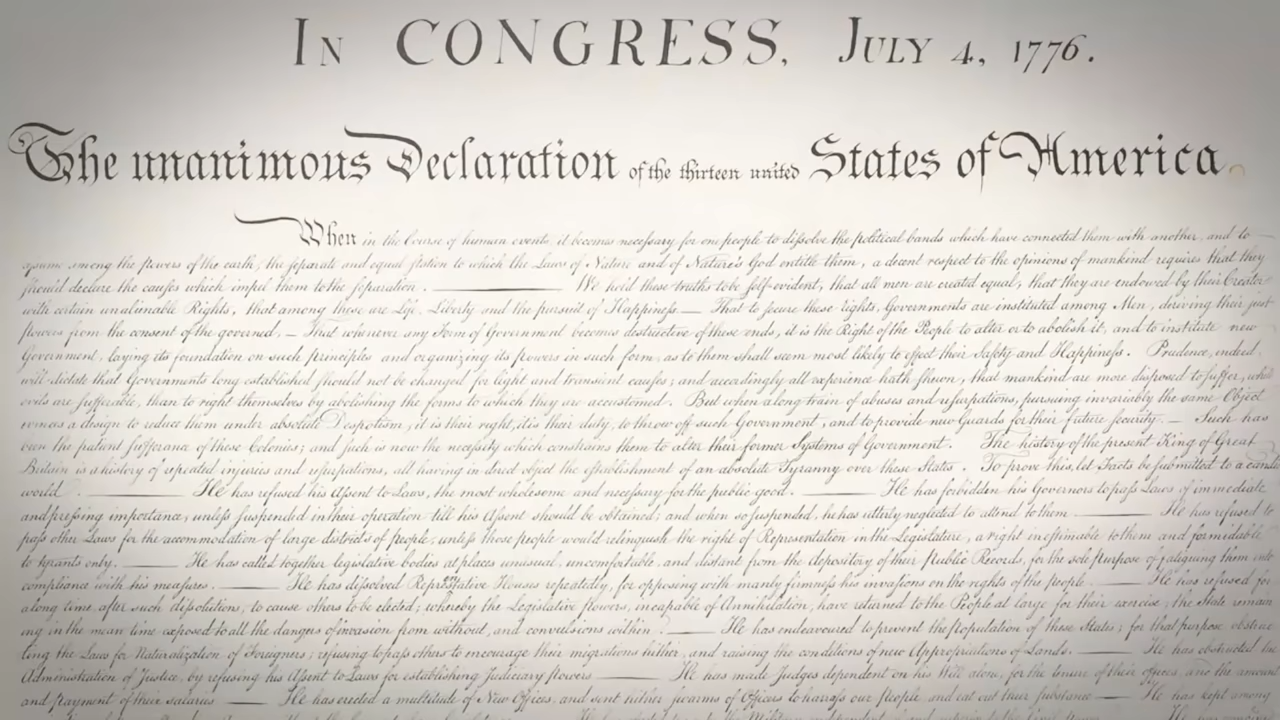 In CONGRESS, July 4, 1776.
The unanimous Declaration of the thirteen united States of America.
When in the Course of human events, it becomes necessary for one people to dissolve the political bands which have connected them with another, and to
assume among the powers of the earth, the separate and equal station to which the Laws of Nature and of Nature's God entitle them, a decent respect to the opinions of mankind requires that they
should declare the causes which impel them to the separation. ——— We hold these truths to be self-evident, that all men are created equal, that they are endowed by their Creator
with certain unalienable Rights, that among these are Life, Liberty and the pursuit of Happiness — That to secure these rights, Governments are instituted among Men, deriving their just
powers from the consent of the governed, — That whenever any Form of Government becomes destructive of these ends, it is the Right of the People to alter or to abolish it, and to institute new
Government, laying its foundation on such principles and organizing its powers in such form, as to them shall seem most likely to effect their Safety and Happiness. Prudence, indeed,
will dictate that Governments long established should not be changed for light and transient causes; and accordingly all experience hath shewn, that mankind are more disposed to suffer, while
evils are sufferable, than to right themselves by abolishing the forms to which they are accustomed. But when a long train of abuses and usurpations, pursuing invariably the same Object
evinces a design to reduce them under absolute Despotism, it is their right, it is their duty, to throw off such Government, and to provide new Guards for their future security. — Such has
been the patient sufferance of these Colonies; and such is now the necessity which constrains them to alter their former Systems of Government. The history of the present King of Great
Britain is a history of repeated injuries and usurpations, all having in direct object the establishment of an absolute Tyranny over these States. To prove this, let Facts be submitted to a candid
world. ——— He has refused his Assent to Laws, the most wholesome and necessary for the public good. ——— He has forbidden his Governors to pass Laws of immediate
and pressing importance, unless suspended in their operation till his Assent should be obtained; and when so suspended, he has utterly neglected to attend to them ——— He has refused to
pass other Laws for the accommodation of large districts of people, unless those people would relinquish the right of Representation in the Legislature, a right inestimable to them and formidable
to tyrants only. ——— He has called together legislative bodies at places unusual, uncomfortable, and distant from the depository of their Public Records, for the sole purpose of fatiguing them into
compliance with his measures. ——— He has dissolved Representative Houses repeatedly, for opposing with manly firmness his invasions on the rights of the people ——— He has refused for
a long time, after such dissolutions, to cause others to be elected; whereby the Legislative powers, incapable of Annihilation, have returned to the People at large for their exercise; the State remain
ing in the mean time exposed to all the dangers of invasion from without, and convulsions within. ——— He has endeavoured to prevent the population of these States; for that purpose obstruc
ting the Laws for Naturalization of Foreigners; refusing to pass others to encourage their migrations hither, and raising the conditions of new Appropriations of Lands. ——— He has obstructed the
Administration of Justice, by refusing his Assent to Laws for establishing Judiciary powers ——— He has made Judges dependent on his Will alone, for the tenure of their offices, and the amount
and payment of their salaries ——— He has erected a multitude of New Offices, and sent hither swarms of Officers to harrass our People, and eat out their substance ——— He has kept among